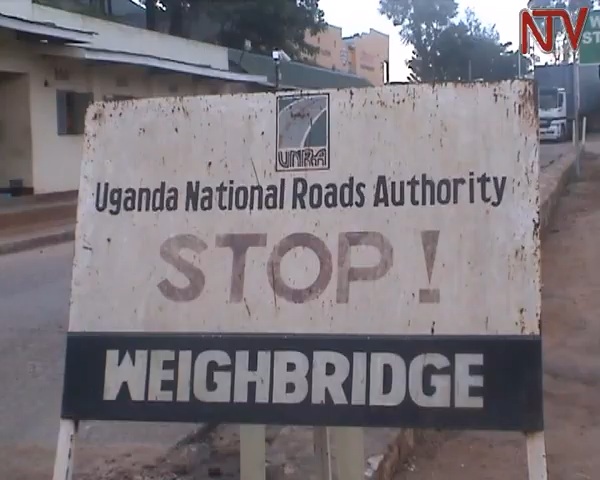 NTV
UNRA
Uganda National Roads Authority
STOP!
WEIGHBRIDGE